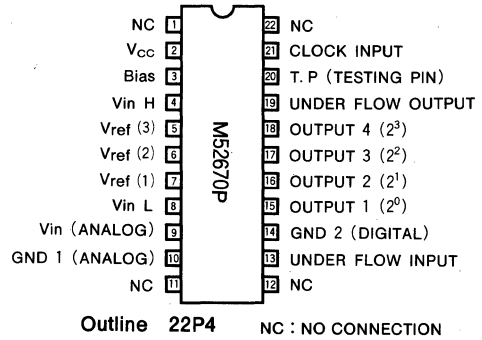 NC 1
Vcc 2
Bias 3
Vin H 4
Vref (3) 5
Vref (2) 6
Vref (1) 7
Vin L 8
Vin (ANALOG) 9
GND 1 (ANALOG) 10
NC 11
M52670P
22 NC
21 CLOCK INPUT
20 T.P (TESTING PIN)
19 UNDER FLOW OUTPUT
18 OUTPUT 4 (2³)
17 OUTPUT 3 (2²)
16 OUTPUT 2 (2¹)
15 OUTPUT 1 (2⁰)
14 GND 2 (DIGITAL)
13 UNDER FLOW INPUT
12 NC
Outline 22P4
NC : NO CONNECTION